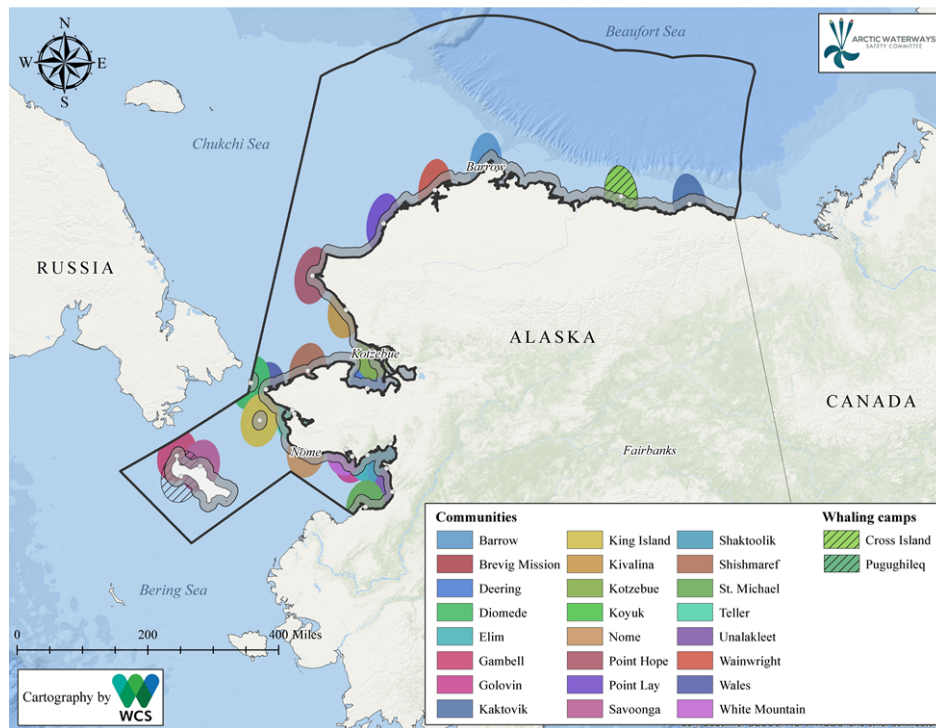 N
W E
S
Beaufort Sea
ARCTIC WATERWAYS
SAFETY COMMITTEE
Chukchi Sea
Barrow
RUSSIA
ALASKA
Kotzebue
CANADA
Nome
Fairbanks
Bering Sea
0 200 400 Miles
Cartography by
WCS
Communities
Barrow
Brevig Mission
Deering
Diomede
Elim
Gambell
Golovin
Kaktovik
King Island
Kivalina
Kotzebue
Koyuk
Nome
Point Hope
Point Lay
Savoonga
Shaktoolik
Shishmaref
St. Michael
Teller
Unalakleet
Wainwright
Wales
White Mountain
Whaling camps
Cross Island
Pugughileq